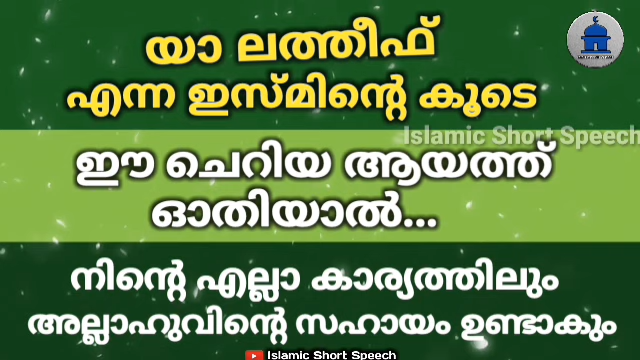 യാ ലത്തീഫ്
എന്ന ഇസ്മിന്റെ കൂടെ
Islamic Short Speech
ഈ ചെറിയ ആയത്ത്
ഓതിയാൽ...
നിന്റെ എല്ലാ കാര്യത്തിലും
അല്ലാഹുവിന്റെ സഹായം ഉണ്ടാകും
Islamic Short Speech